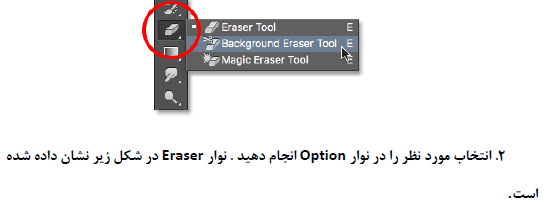 Eraser Tool E
Background Eraser Tool E
Magic Eraser Tool E
۲. انتخاب مورد نظر را در نوار Option انجام دهید . نوار Eraser در شکل زیر نشان داده شده
است.